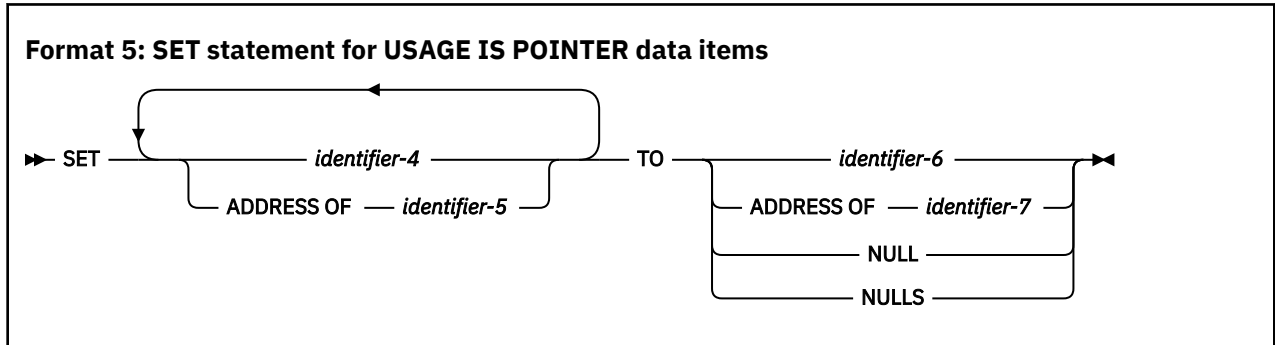 Format 5: SET statement for USAGE IS POINTER data items
SET identifier-4 TO identifier-6
ADDRESS OF identifier-5 ADDRESS OF identifier-7
NULL
NULLS